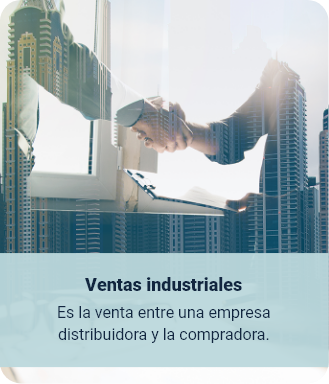 Ventas industriales
Es la venta entre una empresa
distribuidora y la compradora.